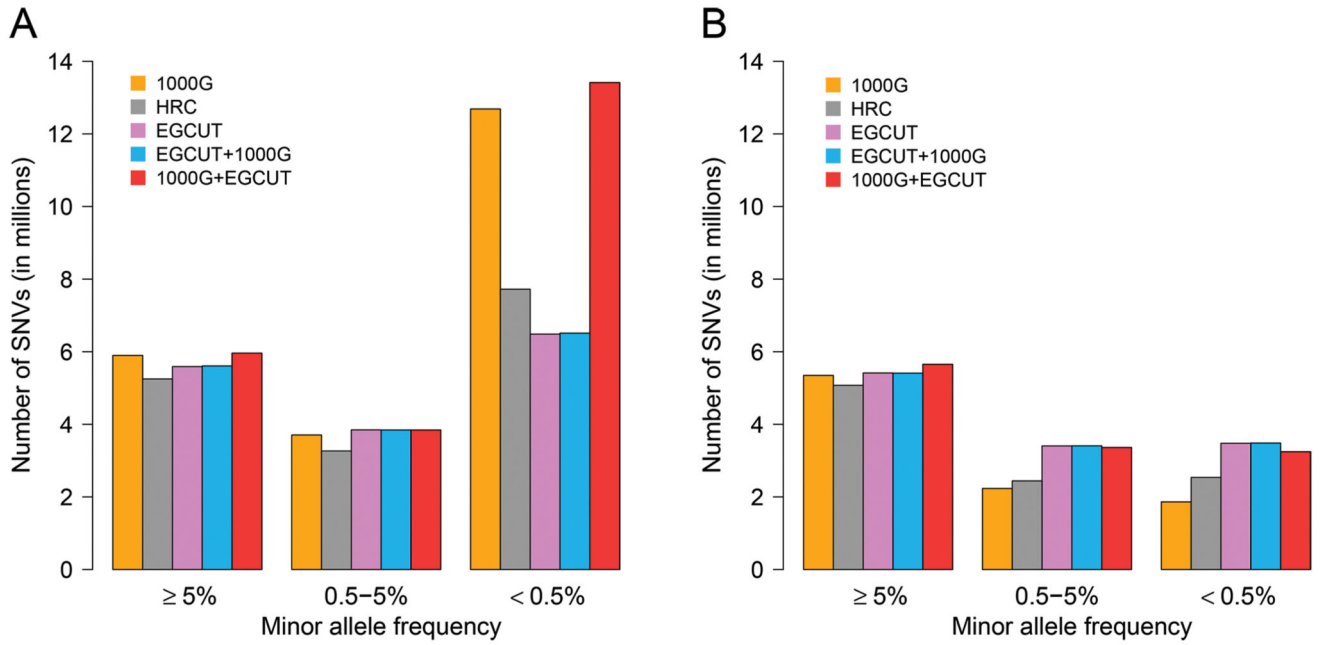 A
14
12
10
8
6
4
2
0
Number of SNVs (in millions)
1000G
HRC
EGCUT
EGCUT+1000G
1000G+EGCUT
≥ 5%
0.5−5%
< 0.5%
Minor allele frequency
B
14
12
10
8
6
4
2
0
Number of SNVs (in millions)
1000G
HRC
EGCUT
EGCUT+1000G
1000G+EGCUT
≥ 5%
0.5−5%
< 0.5%
Minor allele frequency